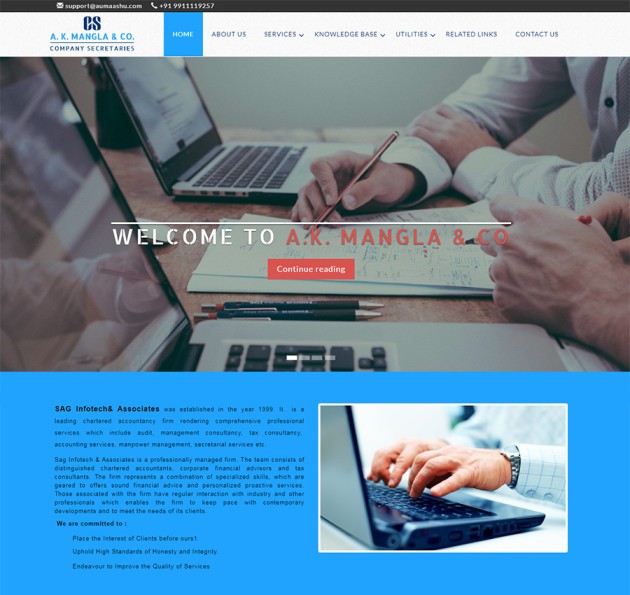 support@aumaashu.com +91 9911119257
CS
A. K. MANGLA & CO.
COMPANY SECRETARIES
HOME ABOUT US SERVICES KNOWLEDGE BASE UTILITIES RELATED LINKS CONTACT US
WELCOME TO A.K. MANGLA & CO
Continue reading
SAG Infotech& Associates was established in the year 1999. It is a
leading chartered accountancy firm rendering comprehensive professional
services which include audit, management consultancy, tax consultancy,
accounting services, manpower management, secretarial services etc.
Sag Infotech & Associates is a professionally managed firm. The team consists of
distinguished chartered accountants, corporate financial advisors and tax
consultants. The firm represents a combination of specialized skills, which are
geared to offers sound financial advice and personalized proactive services.
Those associated with the firm have regular interaction with industry and other
professionals which enables the firm to keep pace with contemporary
developments and to meet the needs of its clients.
We are committed to :
Place the Interest of Clients before ours1.
Uphold High Standards of Honesty and Integrity.
Endeavour to Improve the Quality of Services